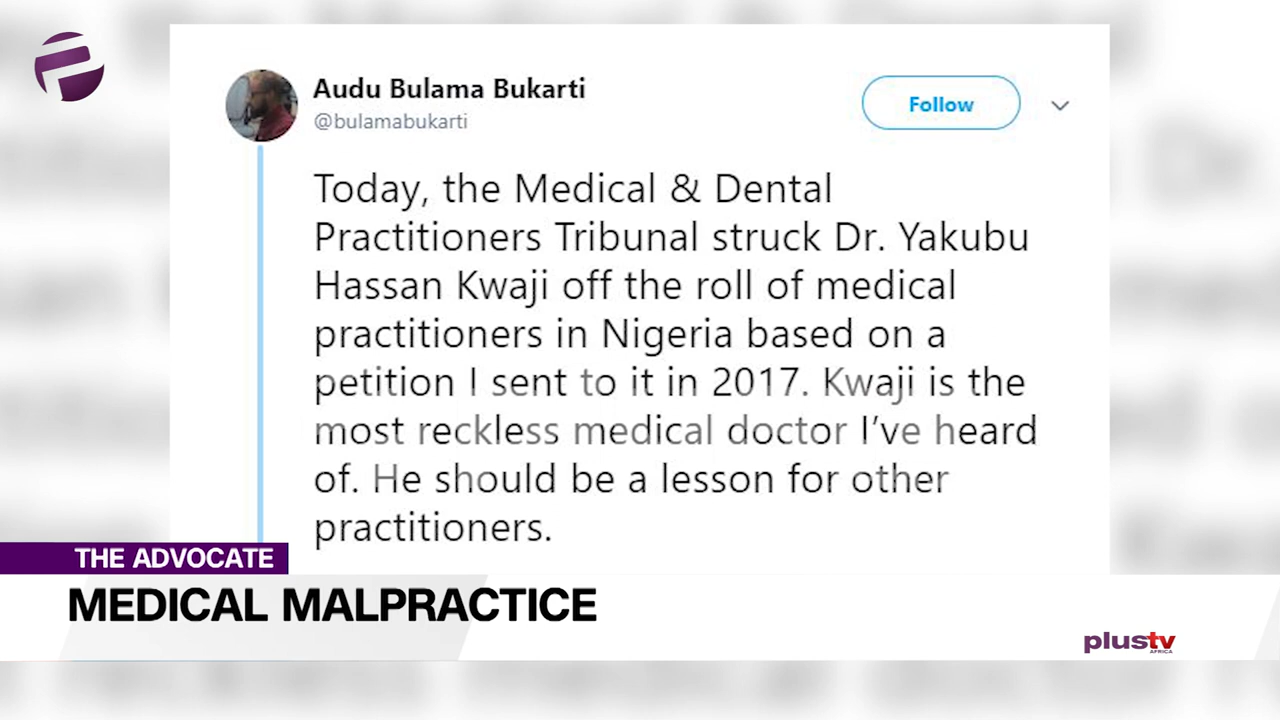 Audu Bulama Bukarti
@bulamabukarti
Follow
Today, the Medical & Dental
Practitioners Tribunal struck Dr. Yakubu
Hassan Kwaji off the roll of medical
practitioners in Nigeria based on a
petition I sent to it in 2017. Kwaji is the
most reckless medical doctor I've heard
of. He should be a lesson for other
practitioners.
THE ADVOCATE
MEDICAL MALPRACTICE
plustv
AFRICA